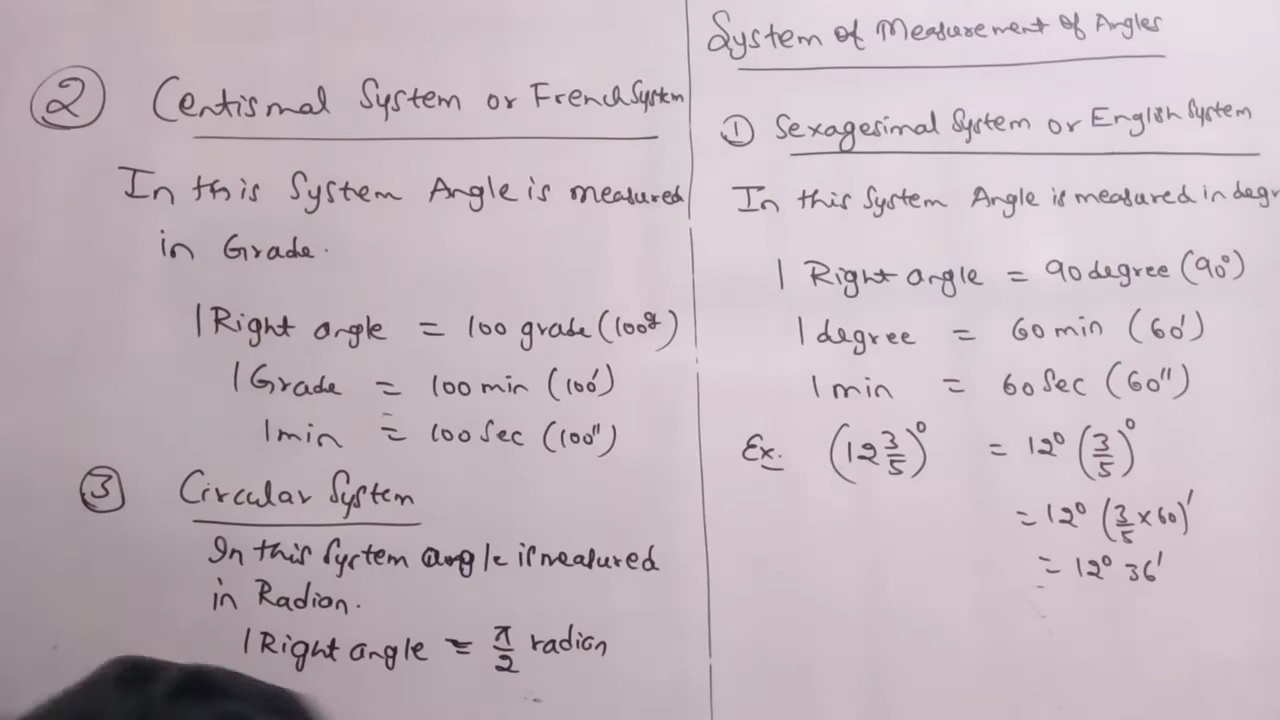 System of Measurement of Angles
① Sexagesimal System or English System
In this System Angle is measured in degr
1 Right angle = 90 degree (90°)
1 degree = 60 min (60')
1 min = 60 Sec (60")
Ex. (12 3/5)° = 12° (3/5)°
= 12° (3/5 × 60)'
= 12° 36'
② Centismal System or French System
In this System Angle is measured
in Grade.
1 Right angle = 100 grade (100g)
1 Grade = 100 min (100')
1 min = 100 Sec (100")
③ Circular System
In this System angle is measured
in Radian.
1 Right angle = π/2 radian